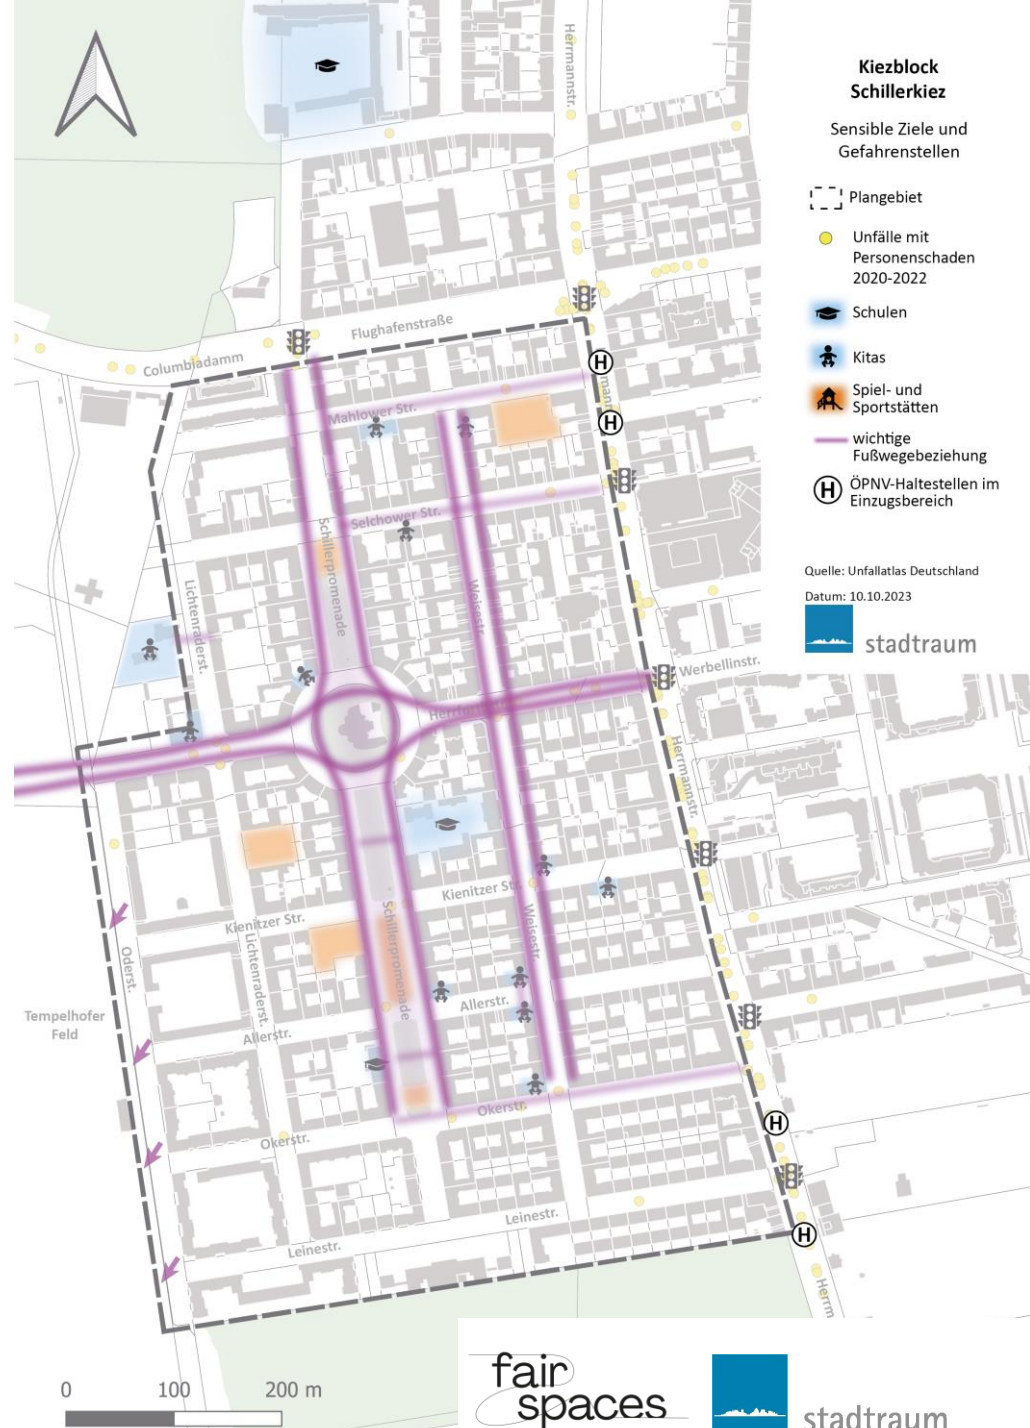 Herrmannstr.
Kiezblock
Schillerkiez
Sensible Ziele und
Gefahrenstellen
Plangebiet
Unfälle mit
Personenschaden
2020-2022
Schulen
Kitas
Spiel- und
Sportstätten
wichtige
Fußwegebeziehung
H
ÖPNV-Haltestellen im
Einzugsbereich
Quelle: Unfallatlas Deutschland
Datum: 10.10.2023
stadtraum
Flughafenstraße
Columbiadamm
H
Mahlower Str.
H
Selchower Str.
Schillerpromenade
Lichtenraderst.
Weisestr.
Werbellinstr.
Herrmannstr.
Kienitzer Str.
Kienitzer Str.
Schillerpromenade
Weisestr.
Lichtenraderst.
Oderst.
Tempelhofer
Feld
Allerstr.
Allerstr.
Okerstr.
Okerstr.
H
Leinestr.
Leinestr.
H
Herrm
0 100 200 m
fair
spaces
stadtraum